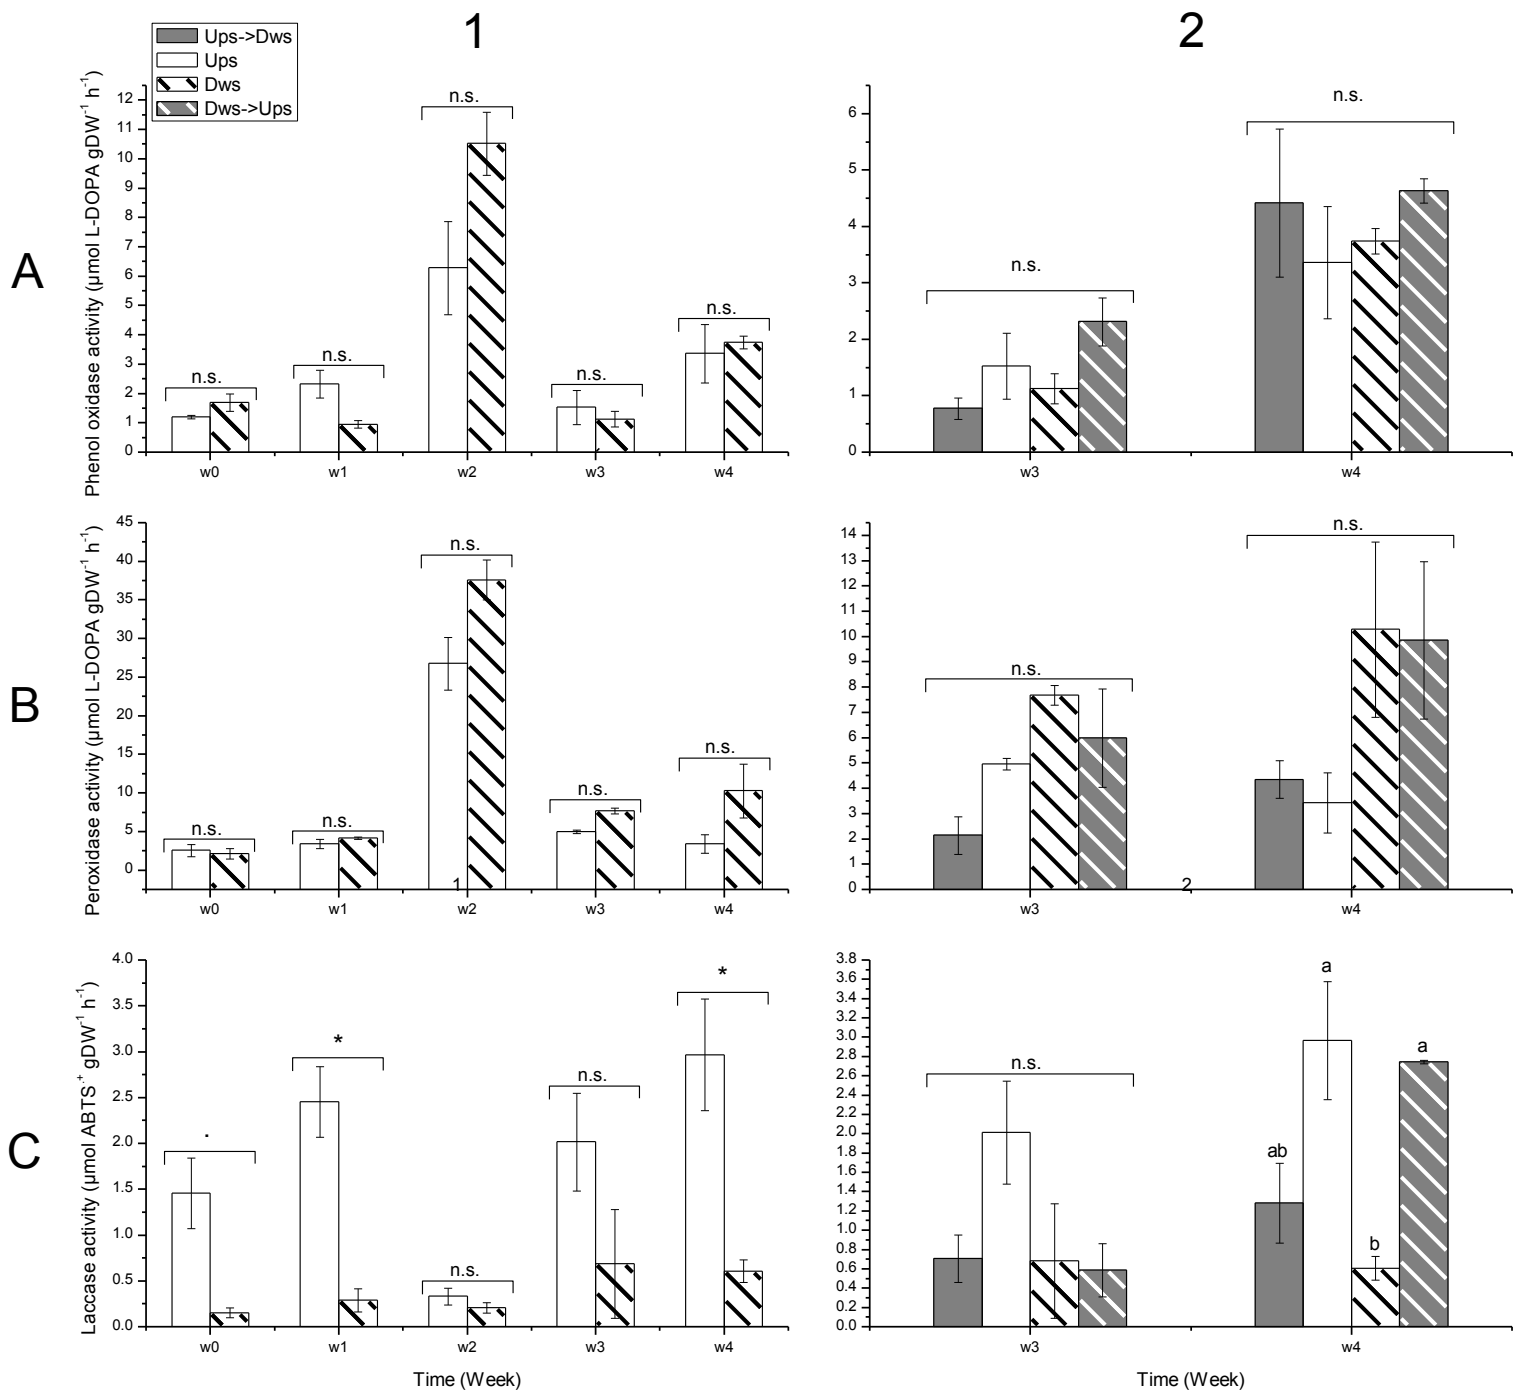 1
2
Ups->Dws
Ups
Dws
Dws->Ups
A
Phenol oxidase activity (µmol L-DOPA gDW⁻¹ h⁻¹)
12
11
10
9
8
7
6
5
4
3
2
1
0
n.s.
n.s.
n.s.
n.s.
n.s.
w0
w1
w2
w3
w4
6
5
4
3
2
1
0
n.s.
n.s.
w3
w4
B
Peroxidase activity (µmol L-DOPA gDW⁻¹ h⁻¹)
45
40
35
30
25
20
15
10
5
0
n.s.
n.s.
n.s.
n.s.
n.s.
1
w0
w1
w2
w3
w4
14
13
12
11
10
9
8
7
6
5
4
3
2
1
0
n.s.
n.s.
2
w3
w4
C
Laccase activity (µmol ABTS·⁺ gDW⁻¹ h⁻¹)
4.0
3.5
3.0
2.5
2.0
1.5
1.0
0.5
0.0
.
*
n.s.
n.s.
*
w0
w1
w2
w3
w4
Time (Week)
3.8
3.6
3.4
3.2
3.0
2.8
2.6
2.4
2.2
2.0
1.8
1.6
1.4
1.2
1.0
0.8
0.6
0.4
0.2
0.0
n.s.
ab
a
b
a
w3
w4
Time (Week)